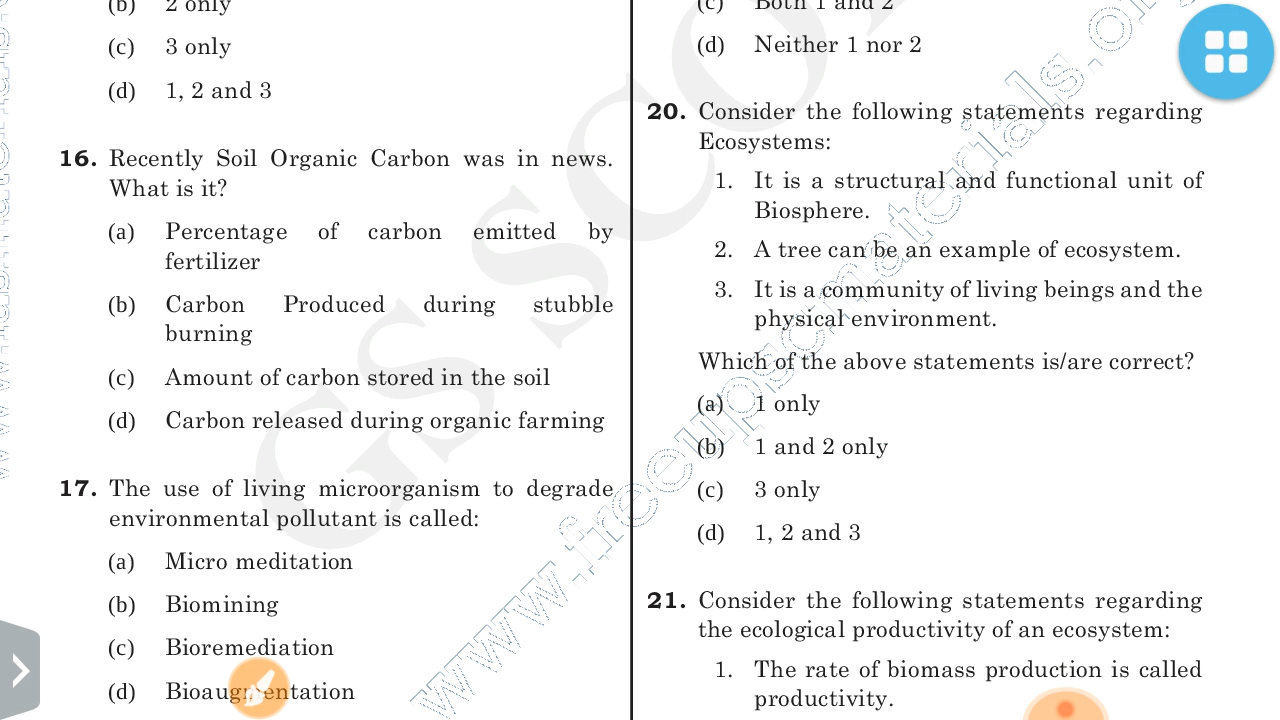 (b) 2 only
(c) 3 only
(d) 1, 2 and 3
16. Recently Soil Organic Carbon was in news.
What is it?
(a) Percentage of carbon emitted by
fertilizer
(b) Carbon Produced during stubble
burning
(c) Amount of carbon stored in the soil
(d) Carbon released during organic farming
17. The use of living microorganism to degrade
environmental pollutant is called:
(a) Micro meditation
(b) Biomining
(c) Bioremediation
(d) Bioaugmentation
(c) Both 1 and 2
(d) Neither 1 nor 2
20. Consider the following statements regarding
Ecosystems:
1. It is a structural and functional unit of
Biosphere.
2. A tree can be an example of ecosystem.
3. It is a community of living beings and the
physical environment.
Which of the above statements is/are correct?
(a) 1 only
(b) 1 and 2 only
(c) 3 only
(d) 1, 2 and 3
21. Consider the following statements regarding
the ecological productivity of an ecosystem:
1. The rate of biomass production is called
productivity.
GS SCO
www.freeupscmaterials.org